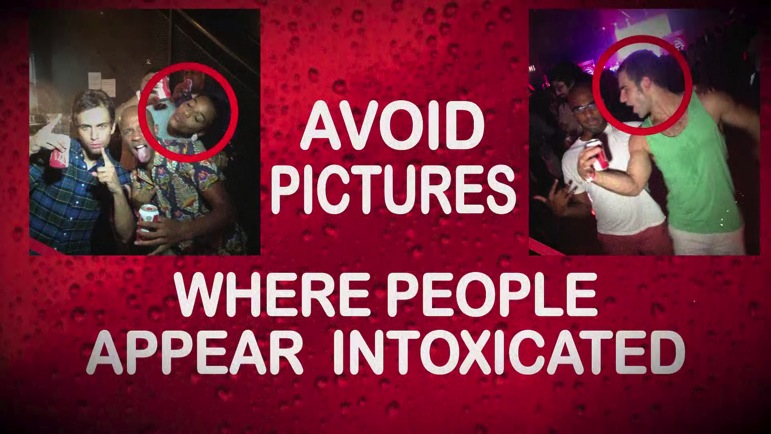 AVOID
PICTURES
WHERE PEOPLE
APPEAR INTOXICATED